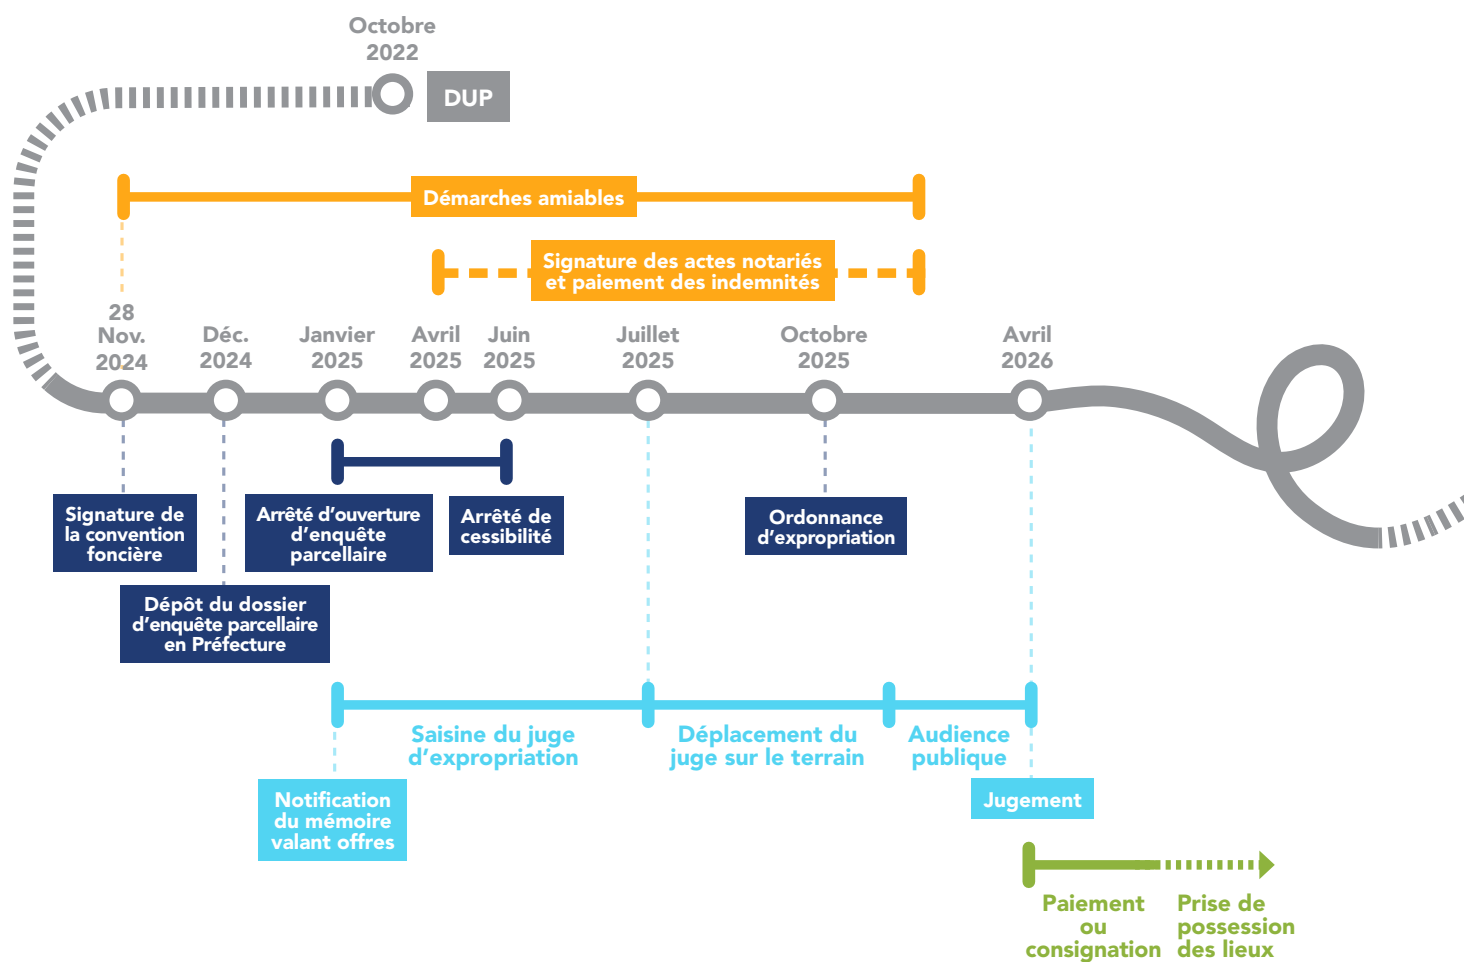 Octobre
2022
DUP
Démarches amiables
Signature des actes notariés
et paiement des indemnités
28
Nov.
2024
Déc.
2024
Janvier
2025
Avril
2025
Juin
2025
Juillet
2025
Octobre
2025
Avril
2026
Signature de
la convention
foncière
Arrêté d’ouverture
d’enquête
parcellaire
Arrêté de
cessibilité
Ordonnance
d’expropriation
Dépôt du dossier
d’enquête parcellaire
en Préfecture
Saisine du juge
d’expropriation
Déplacement du
juge sur le terrain
Audience
publique
Notification
du mémoire
valant offres
Jugement
Paiement
ou
consignation
Prise de
possession
des lieux